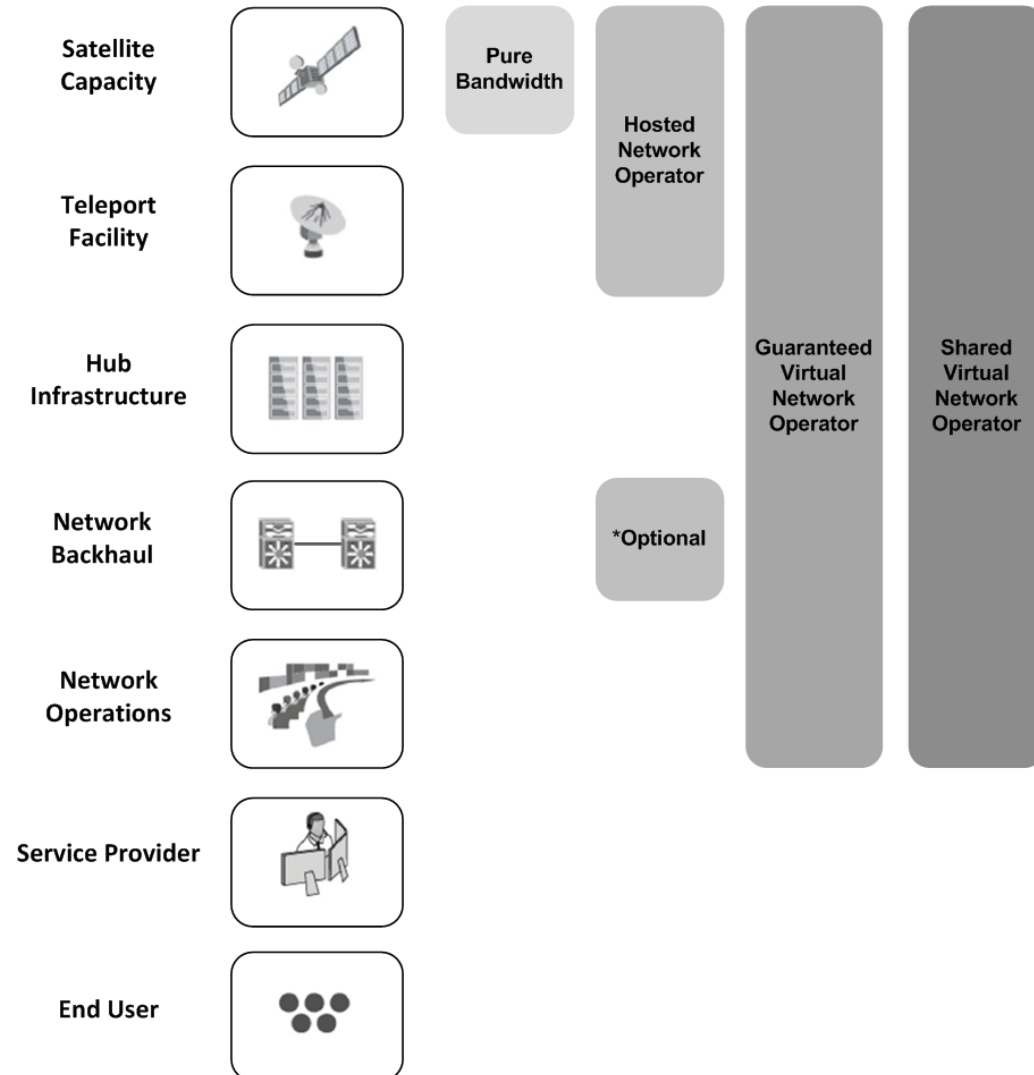 Satellite
Capacity
Pure
Bandwidth
Hosted
Network
Operator
Teleport
Facility
Hub
Infrastructure
Guaranteed
Virtual
Network
Operator
Shared
Virtual
Network
Operator
Network
Backhaul
*Optional
Network
Operations
Service Provider
End User